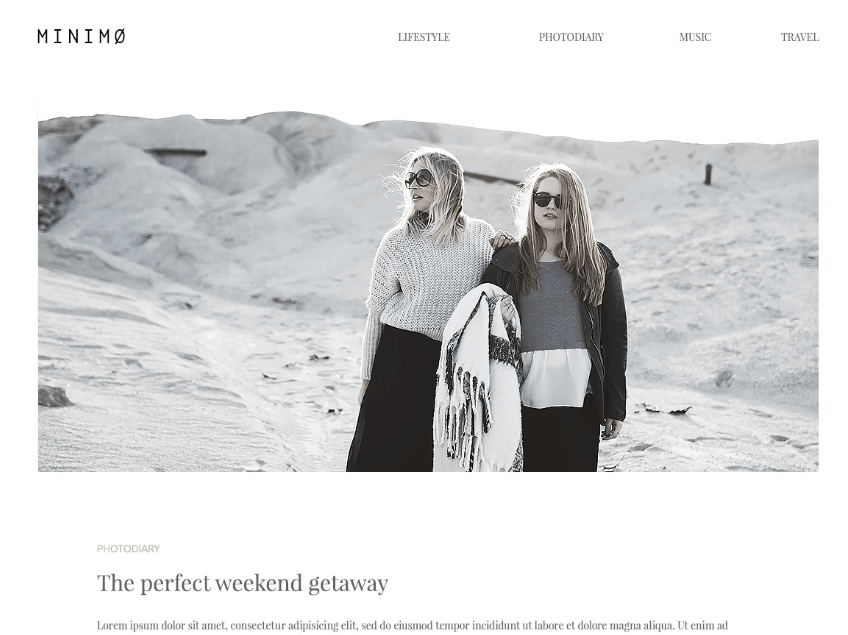 MINIMØ
LIFESTYLE PHOTODIARY MUSIC TRAVEL
PHOTODIARY
The perfect weekend getaway
Lorem ipsum dolor sit amet, consectetur adipisicing elit, sed do eiusmod tempor incididunt ut labore et dolore magna aliqua. Ut enim ad